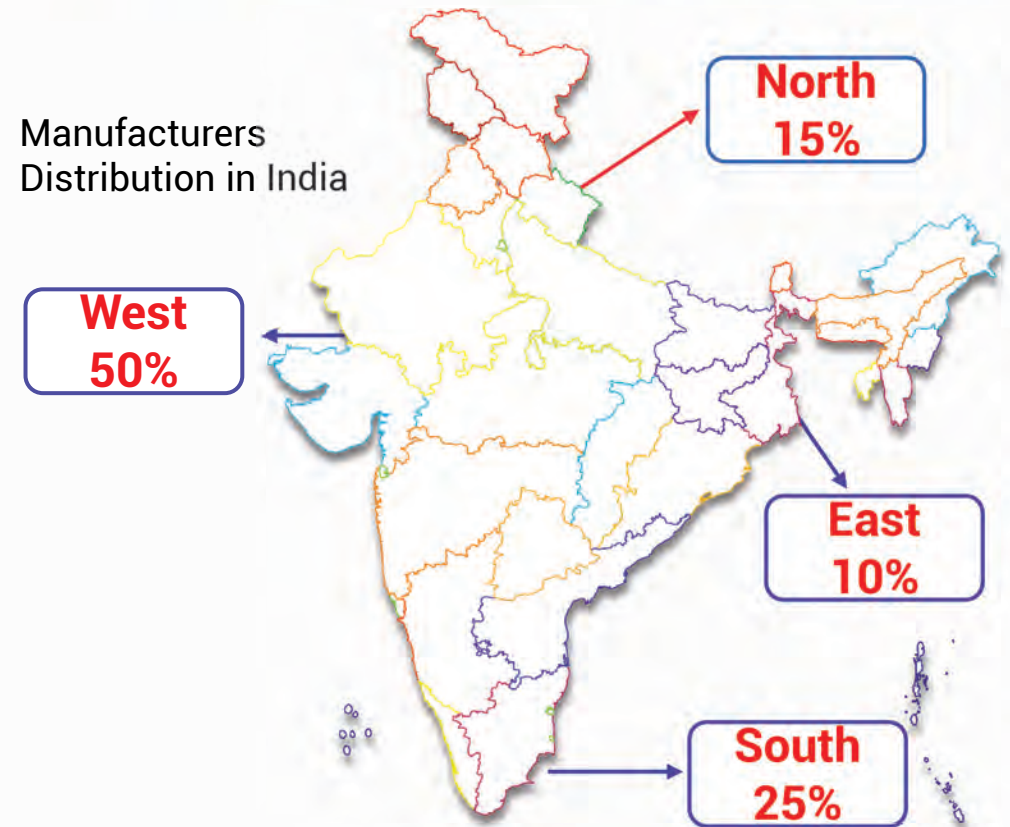 Manufacturers
Distribution in India
North
15%
West
50%
East
10%
South
25%